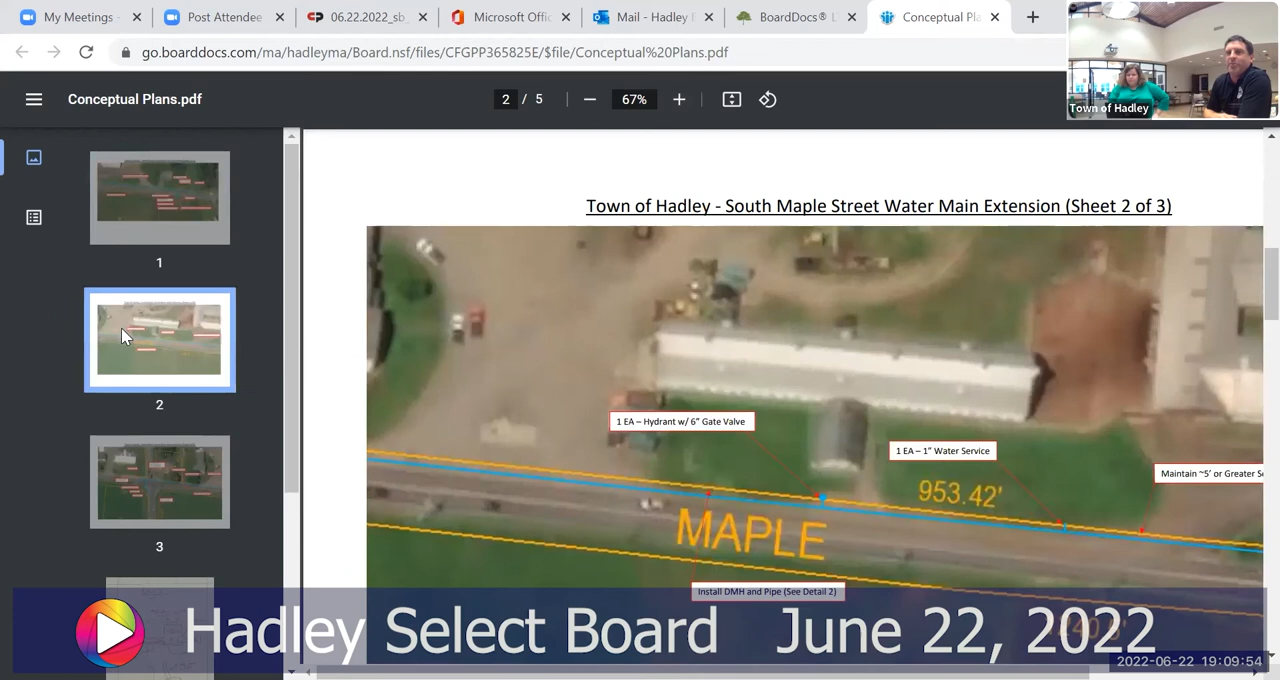 My Meetings -
Post Attendee
06.22.2022_sb_
Microsoft Offic
Mail - Hadley
BoardDocs®
Conceptual Pla
go.boarddocs.com/ma/hadleyma/Board.nsf/files/CFGPP365825E/$file/Conceptual%20Plans.pdf
Town of Hadley
Conceptual Plans.pdf
2 / 5
67%
1
2
3
Town of Hadley - South Maple Street Water Main Extension (Sheet 2 of 3)
1 EA – Hydrant w/ 6" Gate Valve
1 EA – 1" Water Service
Maintain ~5' or Greater Se
953.42'
MAPLE
Install DMH and Pipe (See Detail 2)
Hadley Select Board June 22, 2022
2022-06-22 19:09:54